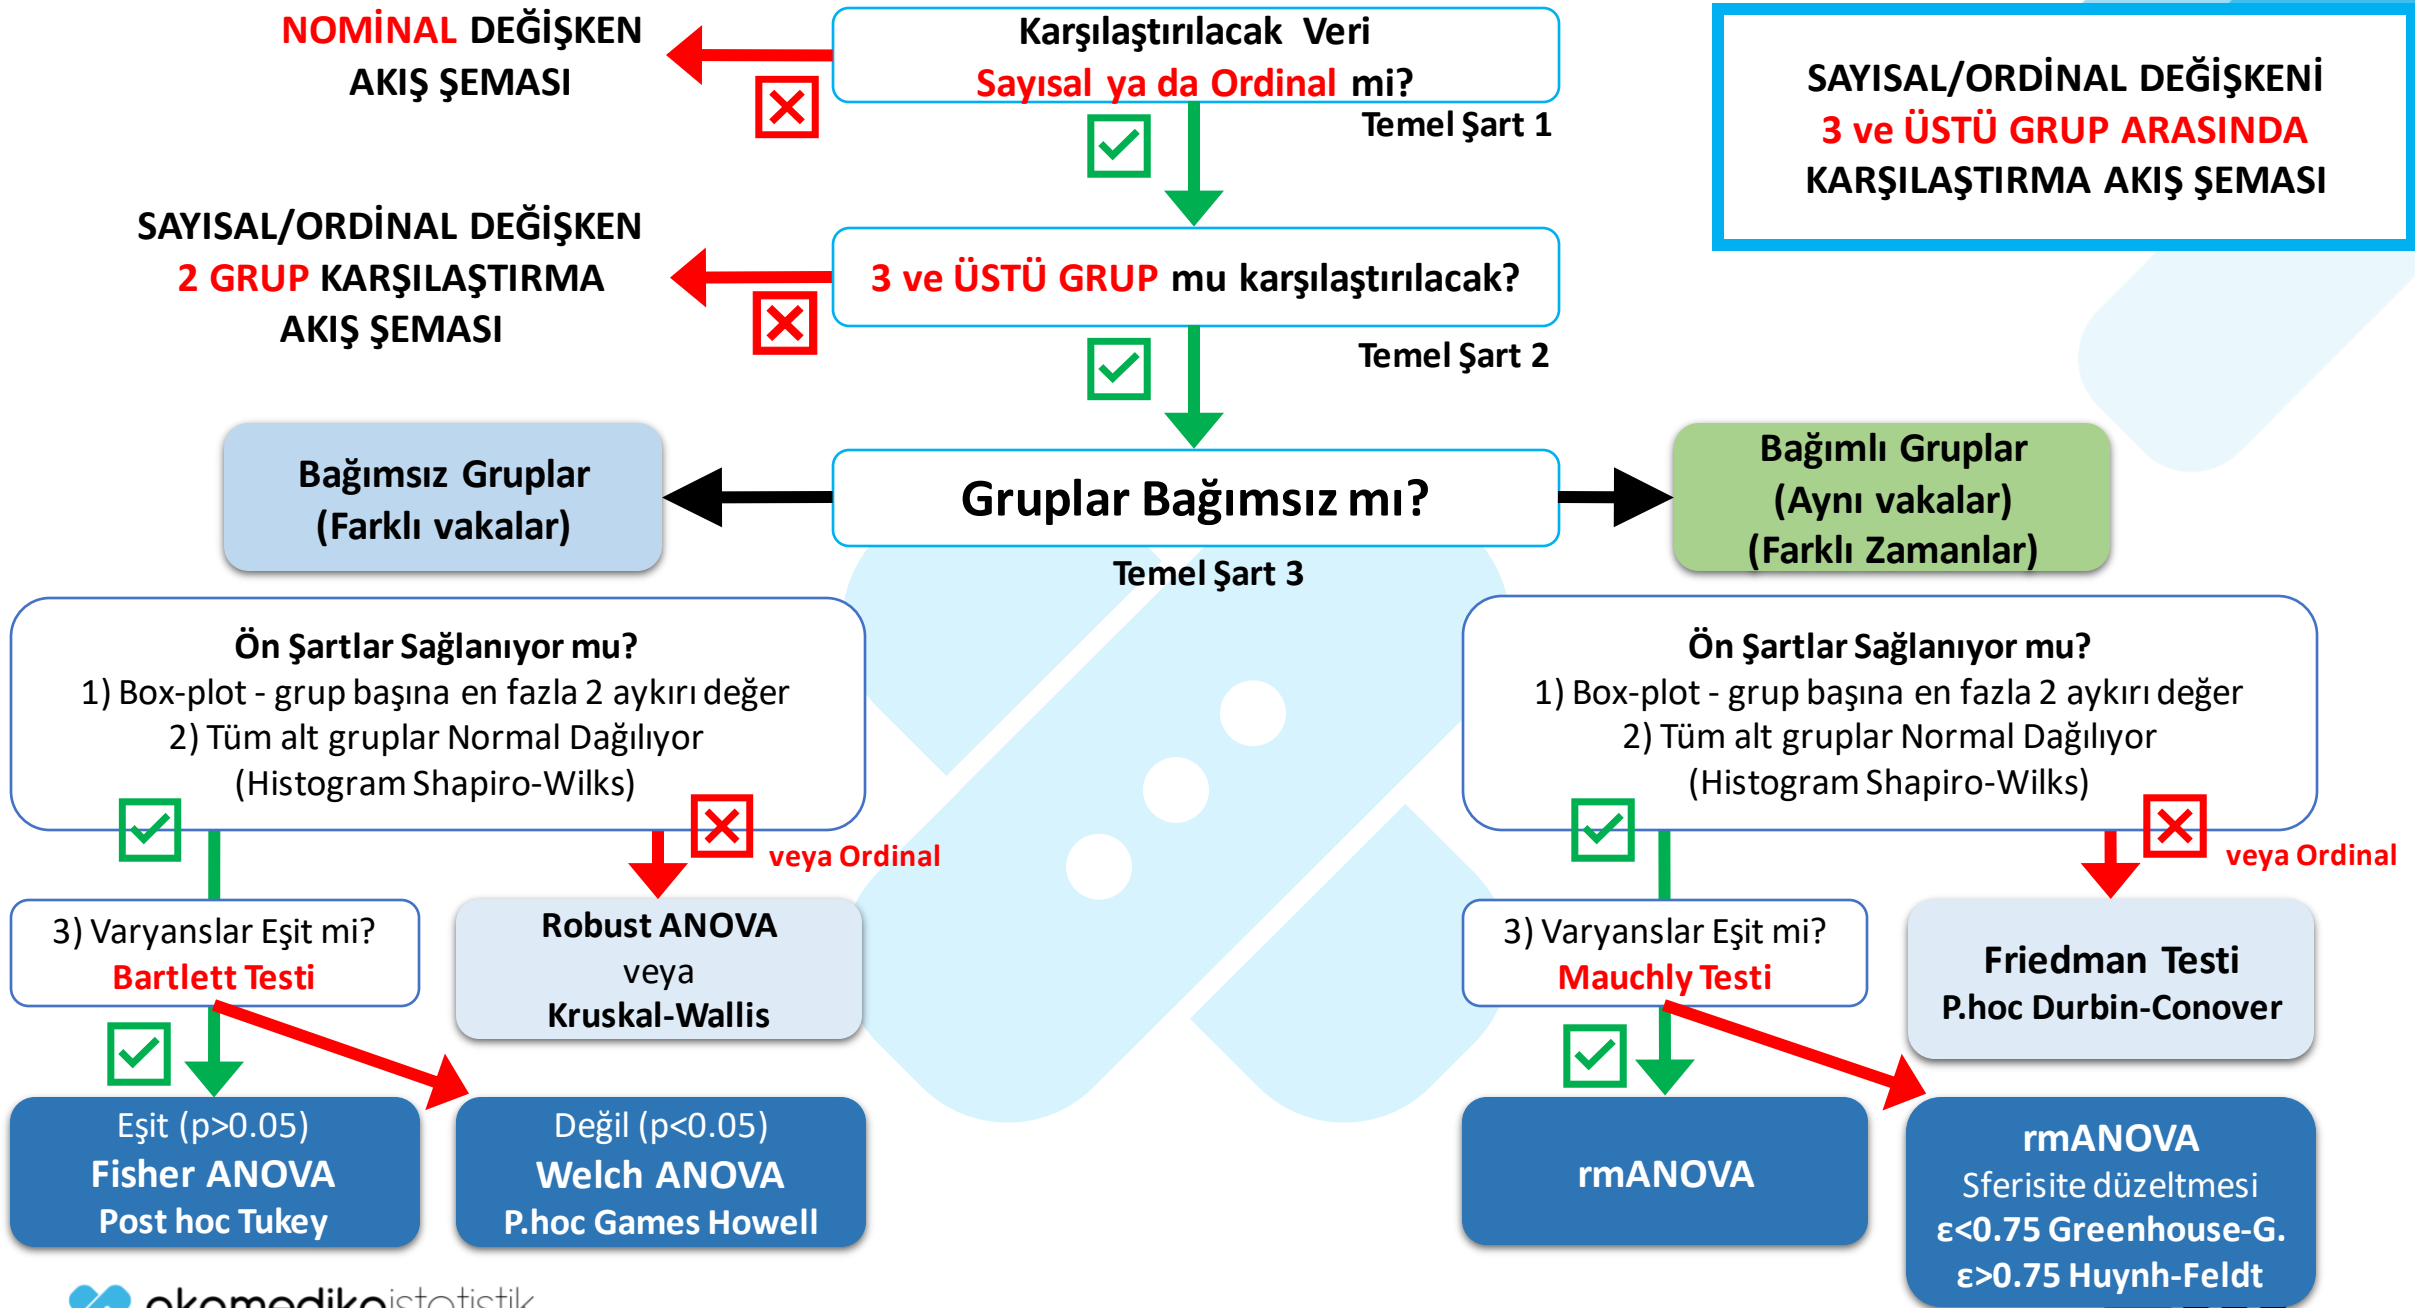 NOMİNAL DEĞİŞKEN
AKIŞ ŞEMASI
Karşılaştırılacak Veri
Sayısal ya da Ordinal mi?
Temel Şart 1
SAYISAL/ORDİNAL DEĞİŞKENİ
3 ve ÜSTÜ GRUP ARASINDA
KARŞILAŞTIRMA AKIŞ ŞEMASI
SAYISAL/ORDİNAL DEĞİŞKEN
2 GRUP KARŞILAŞTIRMA
AKIŞ ŞEMASI
3 ve ÜSTÜ GRUP mu karşılaştırılacak?
Temel Şart 2
Bağımsız Gruplar
(Farklı vakalar)
Gruplar Bağımsız mı?
Temel Şart 3
Bağımlı Gruplar
(Aynı vakalar)
(Farklı Zamanlar)
Ön Şartlar Sağlanıyor mu?
1) Box-plot - grup başına en fazla 2 aykırı değer
2) Tüm alt gruplar Normal Dağılıyor
(Histogram Shapiro-Wilks)
veya Ordinal
3) Varyanslar Eşit mi?
Bartlett Testi
Robust ANOVA
veya
Kruskal-Wallis
Eşit (p>0.05)
Fisher ANOVA
Post hoc Tukey
Değil (p<0.05)
Welch ANOVA
P.hoc Games Howell
Ön Şartlar Sağlanıyor mu?
1) Box-plot - grup başına en fazla 2 aykırı değer
2) Tüm alt gruplar Normal Dağılıyor
(Histogram Shapiro-Wilks)
veya Ordinal
3) Varyanslar Eşit mi?
Mauchly Testi
Friedman Testi
P.hoc Durbin-Conover
rmANOVA
rmANOVA
Sferisite düzeltmesi
ε<0.75 Greenhouse-G.
ε>0.75 Huynh-Feldt
okomedikoistatistik